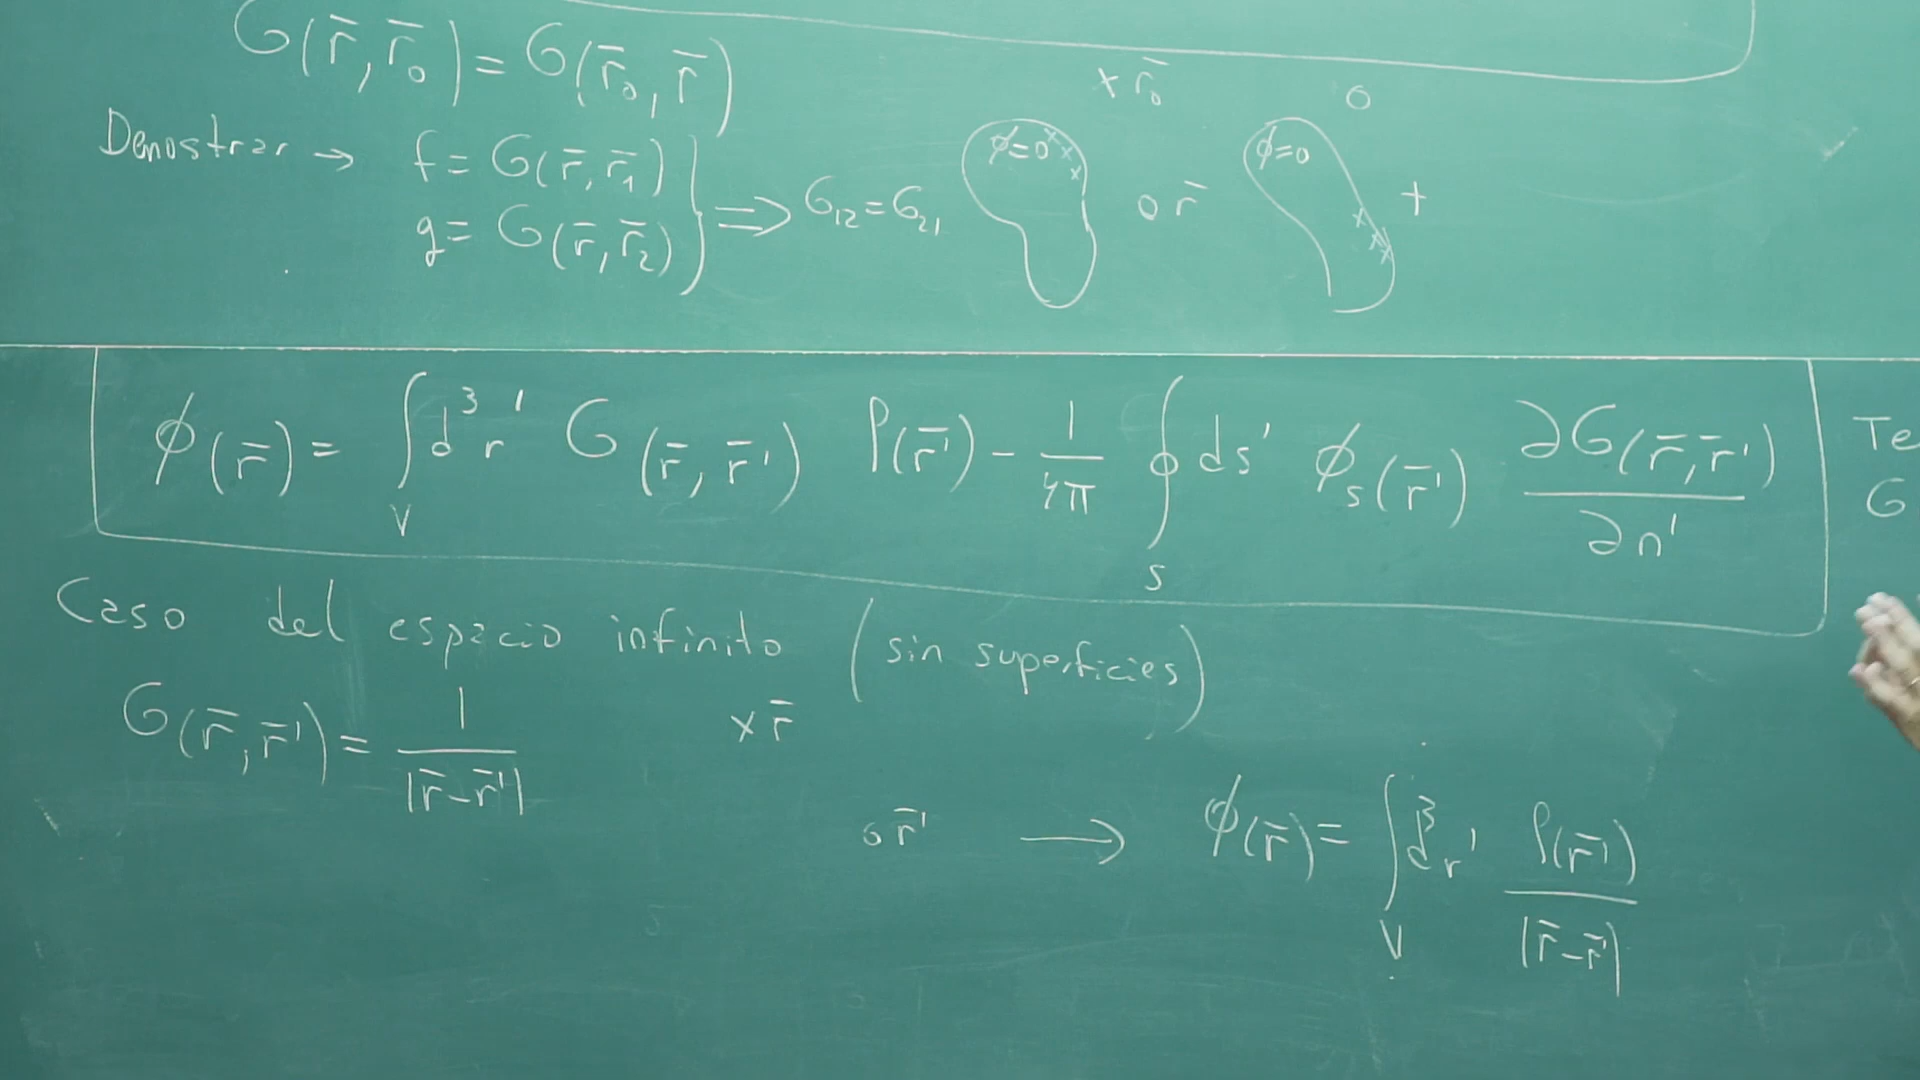 G(r̄, r̄₀) = G(r̄₀, r̄)
x r̄₀ o
Demostrar → f = G(r̄, r̄₁)
g = G(r̄, r̄₂) } ⟹ G₁₂ = G₂₁
ϕ=0 o r̄ ϕ=0 +
ϕ(r̄) = ∫_V d³r' G(r̄, r̄') ρ(r̄') − 1/4π ∮_S ds' ϕ_s(r̄') ∂G(r̄, r̄')/∂n'
Te
G
Caso del espacio infinito (sin superficies)
G(r̄, r̄') = 1/|r̄−r̄'| x r̄
o r̄' → ϕ(r̄) = ∫_V d³r' ρ(r̄')/|r̄−r̄'|